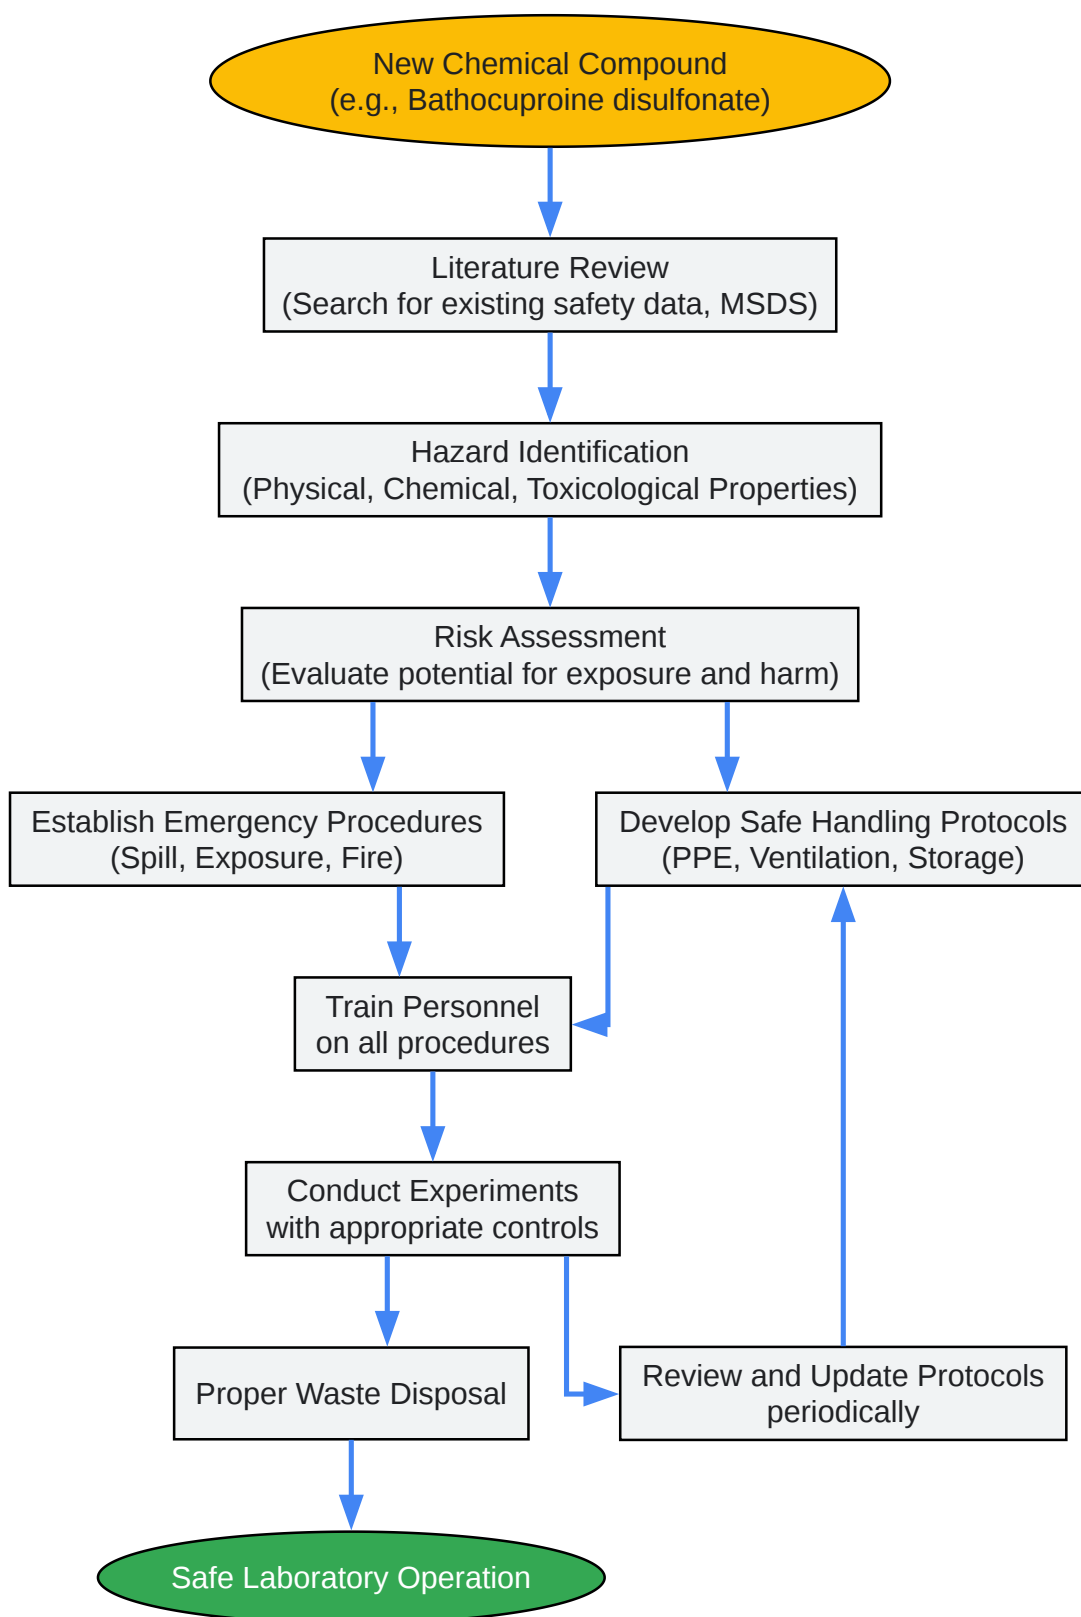 New Chemical Compound
(e.g., Bathocuproine disulfonate)
Literature Review
(Search for existing safety data, MSDS)
Hazard Identification
(Physical, Chemical, Toxicological Properties)
Risk Assessment
(Evaluate potential for exposure and harm)
Establish Emergency Procedures
(Spill, Exposure, Fire)
Develop Safe Handling Protocols
(PPE, Ventilation, Storage)
Train Personnel
on all procedures
Conduct Experiments
with appropriate controls
Proper Waste Disposal
Review and Update Protocols
periodically
Safe Laboratory Operation